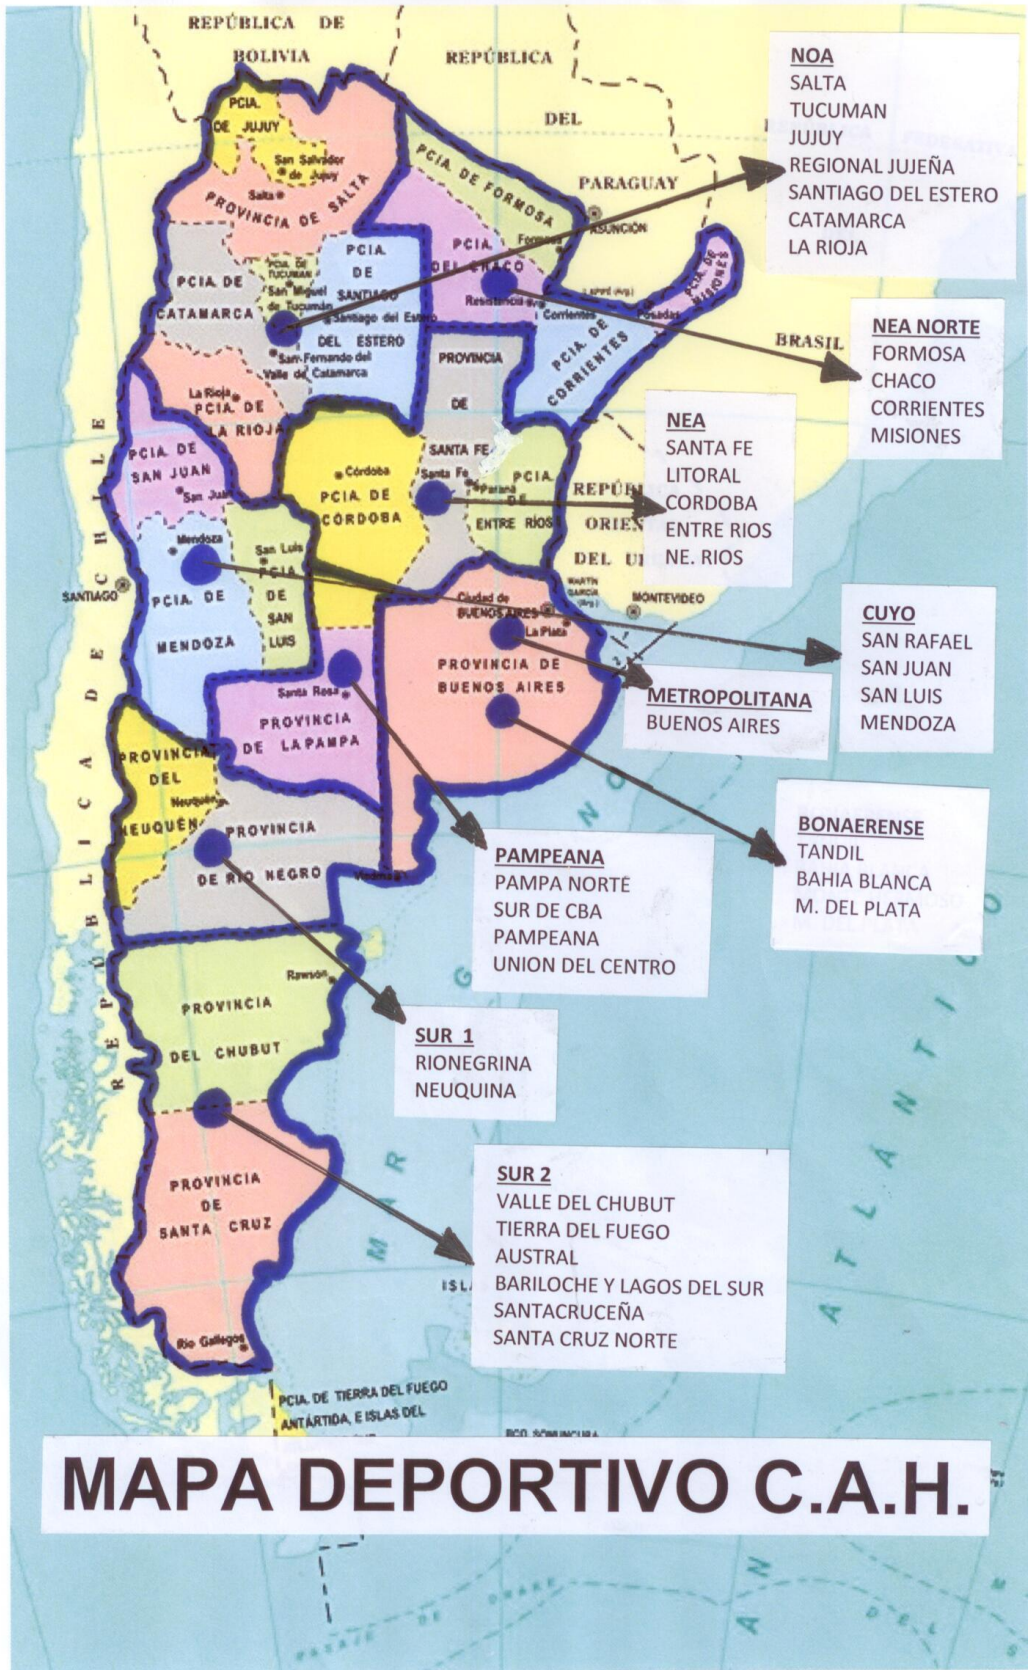 REPÚBLICA DE
BOLIVIA
REPÚBLICA
DEL
PARAGUAY
ASUNCIÓN
BRASIL
NOA
SALTA
TUCUMAN
JUJUY
REGIONAL JUJEÑA
SANTIAGO DEL ESTERO
CATAMARCA
LA RIOJA
PCIA.
DE JUJUY
San Salvador
de Jujuy
Salta
PROVINCIA DE SALTA
PCIA. DE FORMOSA
Formosa
PCIA.
DEL CHACO
Resistencia
Corrientes
PCIA. DE
MISIONES
Posadas
PCIA. DE
CORRIENTES
PCIA. DE
CATAMARCA
PCIA. DE
TUCUMAN
San Miguel
de Tucumán
PCIA.
DE
SANTIAGO
Santiago del Estero
DEL ESTERO
San Fernando del
Valle de Catamarca
NEA NORTE
FORMOSA
CHACO
CORRIENTES
MISIONES
La Rioja
PCIA. DE
LA RIOJA
PROVINCIA
DE
SANTA FE
Santa Fe
Paraná
PCIA.
DE
ENTRE RÍOS
NEA
SANTA FE
LITORAL
CORDOBA
ENTRE RIOS
NE. RIOS
PCIA. DE
SAN JUAN
San Juan
Córdoba
PCIA. DE
CÓRDOBA
Mendoza
PCIA. DE
MENDOZA
San Luis
PCIA
DE
SAN
LUIS
SANTIAGO
REPÚBLICA DE CHILE
MARTÍN
GARCÍA (Arg.)
MONTEVIDEO
Ciudad de
BUENOS AIRES
La Plata
PROVINCIA DE
BUENOS AIRES
CUYO
SAN RAFAEL
SAN JUAN
SAN LUIS
MENDOZA
METROPOLITANA
BUENOS AIRES
Santa Rosa
PROVINCIA
DE LA PAMPA
PROVINCIA
DEL
NEUQUÉN
Neuquén
PROVINCIA
DE RIO NEGRO
Viedma
BONAERENSE
TANDIL
BAHIA BLANCA
M. DEL PLATA
PAMPEANA
PAMPA NORTE
SUR DE CBA
PAMPEANA
UNION DEL CENTRO
Rawson
PROVINCIA
DEL CHUBUT
SUR 1
RIONEGRINA
NEUQUINA
PROVINCIA
DE
SANTA CRUZ
Río Gallegos
SUR 2
VALLE DEL CHUBUT
TIERRA DEL FUEGO
AUSTRAL
BARILOCHE Y LAGOS DEL SUR
SANTACRUCEÑA
SANTA CRUZ NORTE
PCIA. DE TIERRA DEL FUEGO
ANTÁRTIDA, E ISLAS DEL
MAPA DEPORTIVO C.A.H.
PASAJE DE DRAKE